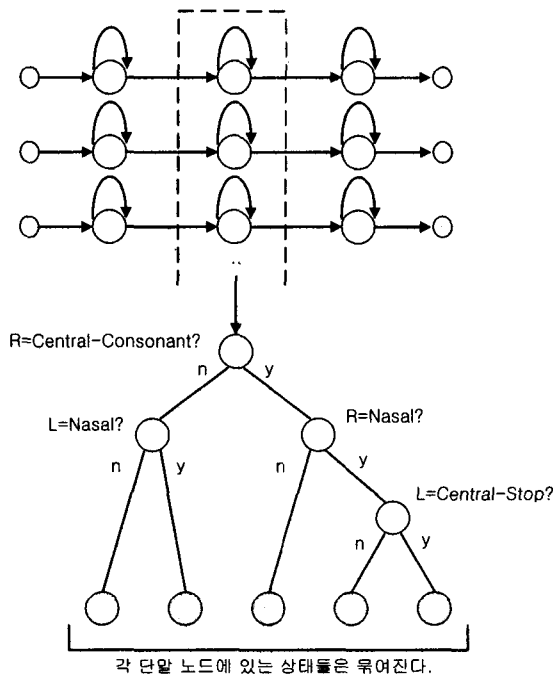 R=Central-Consonant?
n y
L=Nasal?
R=Nasal?
n y n y
L=Central-Stop?
n y
각 단말 노드에 있는 상태들은 묶여진다.